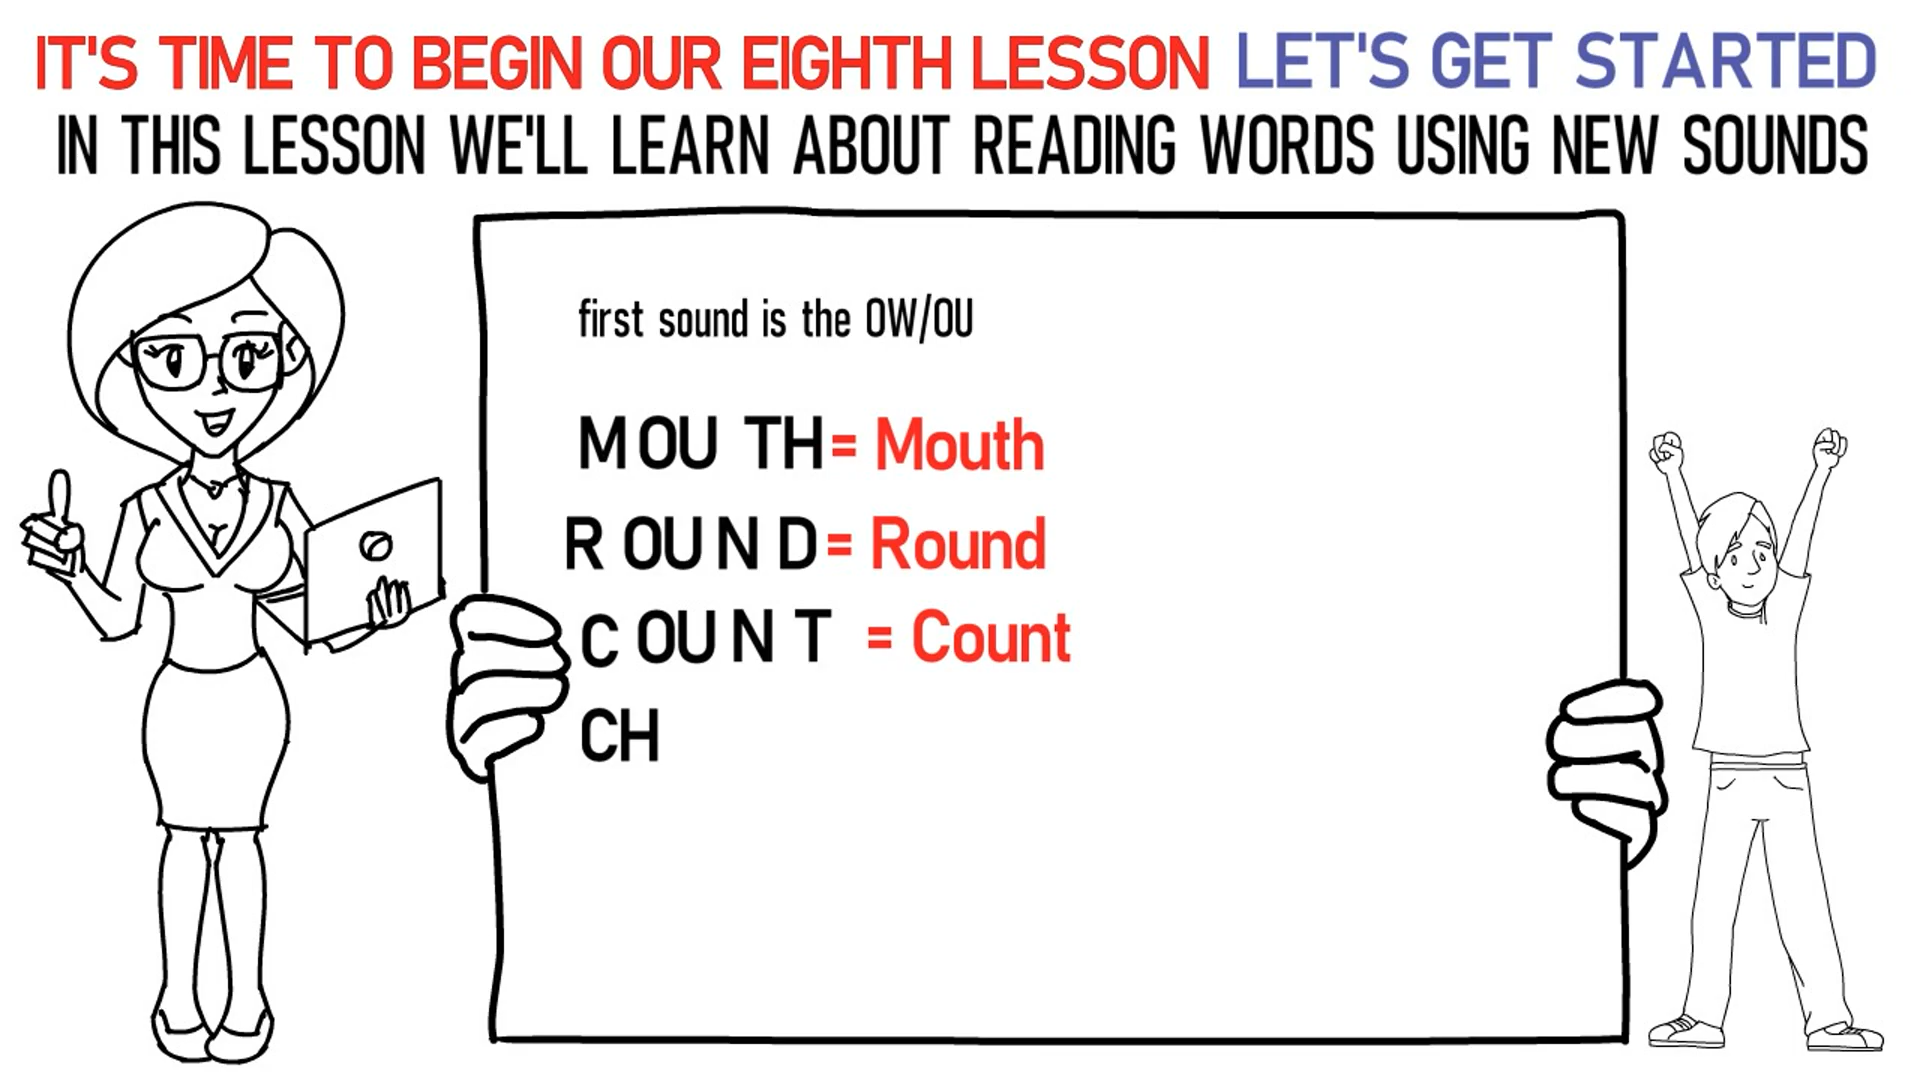 IT'S TIME TO BEGIN OUR EIGHTH LESSON LET'S GET STARTED
IN THIS LESSON WE'LL LEARN ABOUT READING WORDS USING NEW SOUNDS
first sound is the OW/OU
M OU TH = Mouth
R OU N D = Round
C OU N T = Count
CH